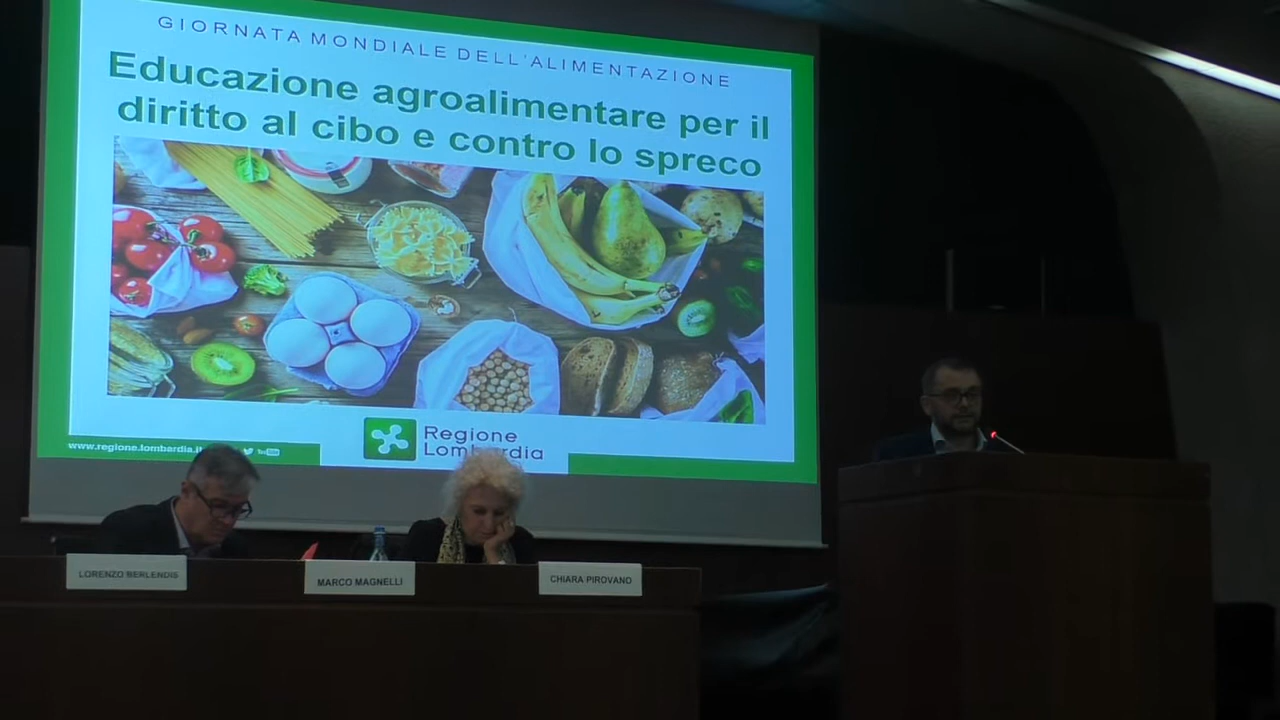 GIORNATA MONDIALE DELL'ALIMENTAZIONE
Educazione agroalimentare per il
diritto al cibo e contro lo spreco
Regione
Lombardia
www.regione.lombardia.it
LORENZO BERLENDIS
MARCO MAGNELLI
CHIARA PIROVANO